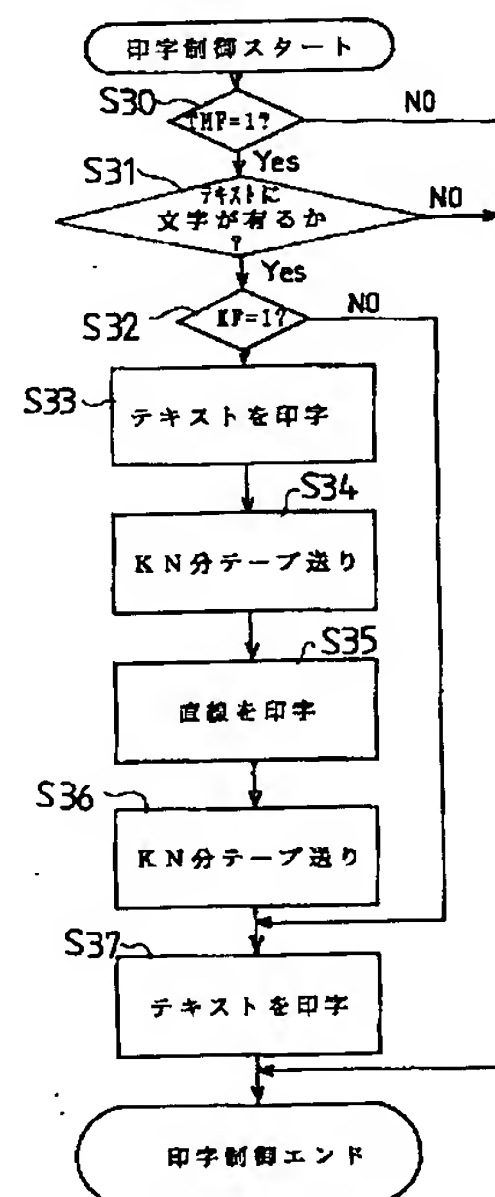 印字制御スタート
S30
TMF=1?
NO
Yes
S31
テキストに
文字が有るか
?
NO
Yes
S32
KF=1?
NO
S33
テキストを印字
S34
KN分テープ送り
S35
直線を印字
S36
KN分テープ送り
S37
テキストを印字
印字制御エンド